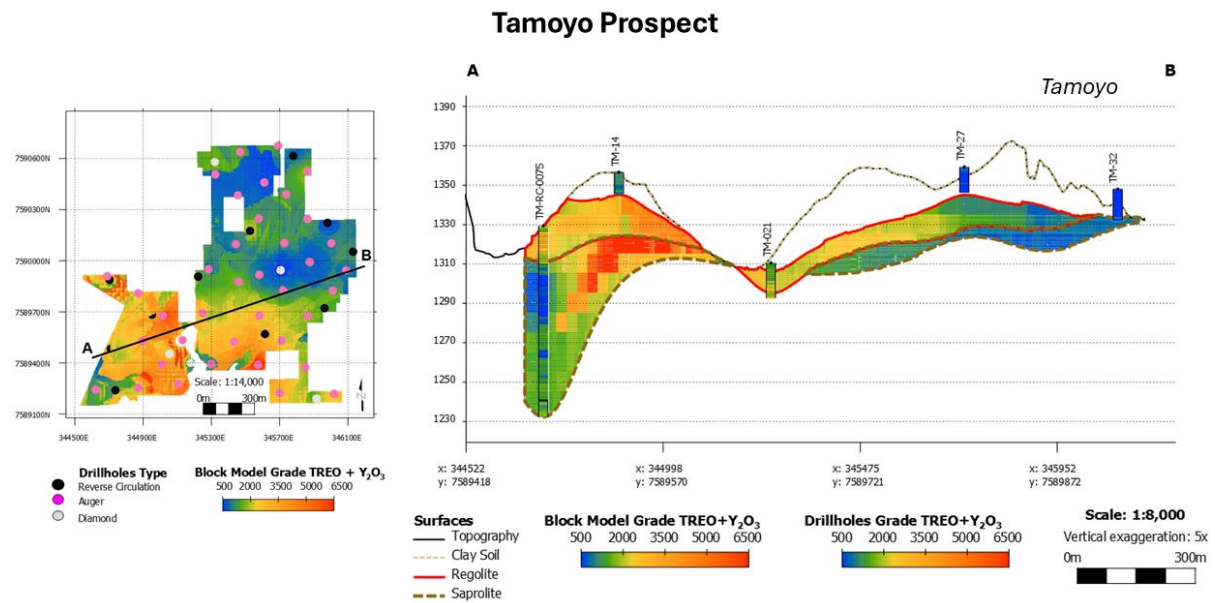 Tamoyo Prospect
A
B
Tamoyo
1390
1370
1350
1330
1310
1290
1270
1250
1230
TM-RC-0075
TM-14
TM-021
TM-27
TM-32
x: 344522
y: 7589418
x: 344998
y: 7589570
x: 345475
y: 7589721
x: 345952
y: 7589872
7590600N
7590300N
7590000N
7589700N
7589400N
7589100N
A
B
Scale: 1:14,000
0m 300m
N
344500E 344900E 345300E 345700E 346100E
Drillholes Type
Reverse Circulation
Auger
Diamond
Block Model Grade TREO + Y₂O₃
500 2000 3500 5000 6500
Surfaces
Topography
Clay Soil
Regolite
Saprolite
Block Model Grade TREO+Y₂O₃
500 2000 3500 5000 6500
Drillholes Grade TREO+Y₂O₃
500 2000 3500 5000 6500
Scale: 1:8,000
Vertical exaggeration: 5x
0m 300m